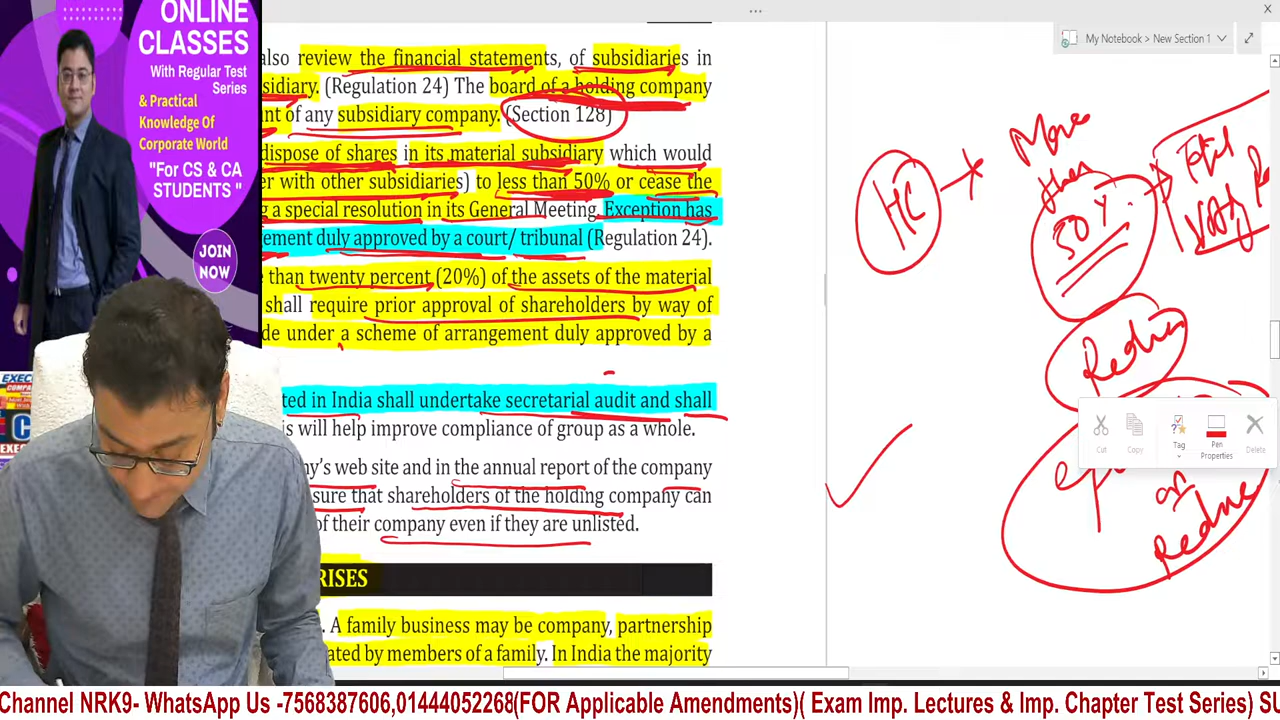 ONLINE
CLASSES
With Regular Test
Series
& Practical
Knowledge Of
Corporate World
"For CS & CA
STUDENTS "
JOIN
NOW
also review the financial statements, of subsidiaries in
sidiary. (Regulation 24) The board of a holding company
nt of any subsidiary company. (Section 128)
dispose of shares in its material subsidiary which would
er with other subsidiaries) to less than 50% or cease the
g a special resolution in its General Meeting. Exception has
ement duly approved by a court/ tribunal (Regulation 24).
than twenty percent (20%) of the assets of the material
shall require prior approval of shareholders by way of
de under a scheme of arrangement duly approved by a
ted in India shall undertake secretarial audit and shall
is will help improve compliance of group as a whole.
ny's web site and in the annual report of the company
sure that shareholders of the holding company can
of their company even if they are unlisted.
RISES
. A family business may be company, partnership
ated by members of a family. In India the majority
My Notebook > New Section 1
HC
More
than
50 %.
Total
Cut
Copy
Tag
Pen
Properties
Delete
or
Channel NRK9- WhatsApp Us -7568387606,01444052268(FOR Applicable Amendments)( Exam Imp. Lectures & Imp. Chapter Test Series) SU